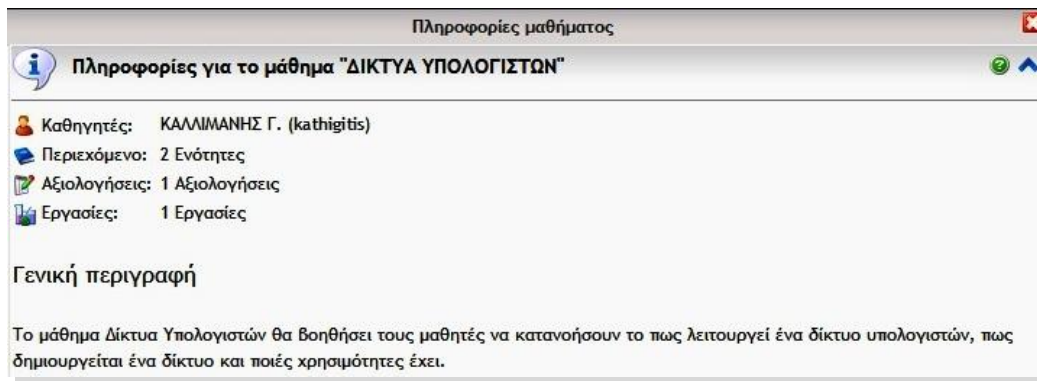 Πληροφορίες μαθήματος
Πληροφορίες για το μάθημα "ΔΙΚΤΥΑ ΥΠΟΛΟΓΙΣΤΩΝ"
Καθηγητές: ΚΑΛΛΙΜΑΝΗΣ Γ. (kathigitis)
Περιεχόμενο: 2 Ενότητες
Αξιολογήσεις: 1 Αξιολογήσεις
Εργασίες: 1 Εργασίες
Γενική περιγραφή
Το μάθημα Δίκτυα Υπολογιστών θα βοηθήσει τους μαθητές να κατανοήσουν το πως λειτουργεί ένα δίκτυο υπολογιστών, πως
δημιουργείται ένα δίκτυο και ποιές χρησιμότητες έχει.